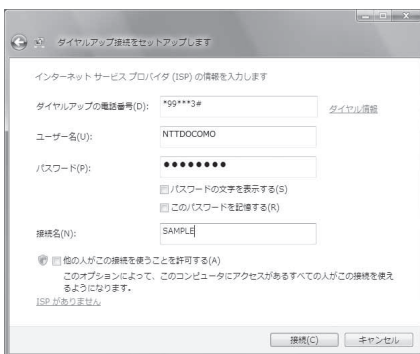 ダイヤルアップ接続をセットアップします
インターネット サービス プロバイダ (ISP) の情報を入力します
ダイヤルアップの電話番号(D): *99***3# ダイヤル情報
ユーザー名(U): NTTDOCOMO
パスワード(P): ●●●●●●●●
パスワードの文字を表示する(S)
このパスワードを記憶する(R)
接続名(N): SAMPLE
他の人がこの接続を使うことを許可する(A)
このオプションによって、このコンピュータにアクセスがあるすべての人がこの接続を使え
るようになります。
ISP がありません
接続(C) キャンセル